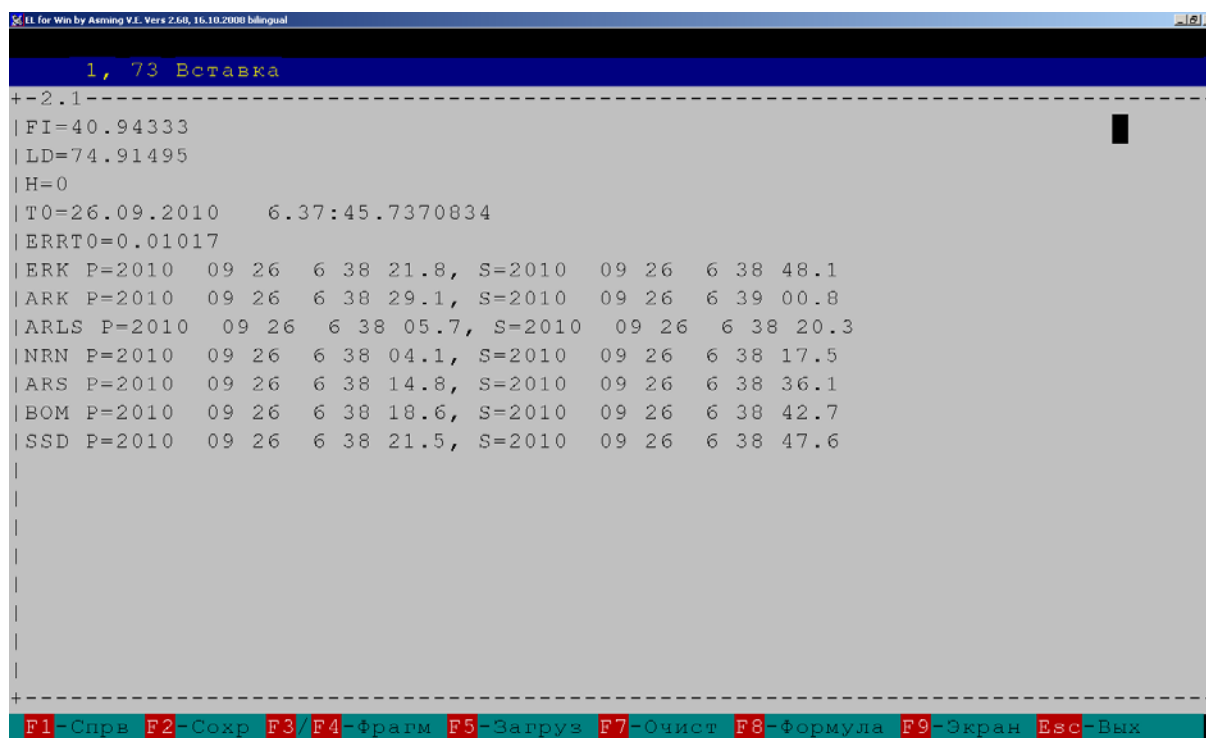 EL for Win by Asming V.E. Vers 2.68, 16.10.2008 bilingual
1, 73 Вставка
+-2.1------------------------------------------------------------------------
|FI=40.94333
|LD=74.91495
|H=0
|T0=26.09.2010   6.37:45.7370834
|ERRT0=0.01017
|ERK P=2010  09 26  6 38 21.8, S=2010  09 26  6 38 48.1
|ARK P=2010  09 26  6 38 29.1, S=2010  09 26  6 39 00.8
|ARLS P=2010  09 26  6 38 05.7, S=2010  09 26  6 38 20.3
|NRN P=2010  09 26  6 38 04.1, S=2010  09 26  6 38 17.5
|ARS P=2010  09 26  6 38 14.8, S=2010  09 26  6 38 36.1
|BOM P=2010  09 26  6 38 18.6, S=2010  09 26  6 38 42.7
|SSD P=2010  09 26  6 38 21.5, S=2010  09 26  6 38 47.6
F1-Спрв F2-Сохр F3/F4-Фрагм F5-Загруз F7-Очист F8-Формула F9-Экран Esc-Вых